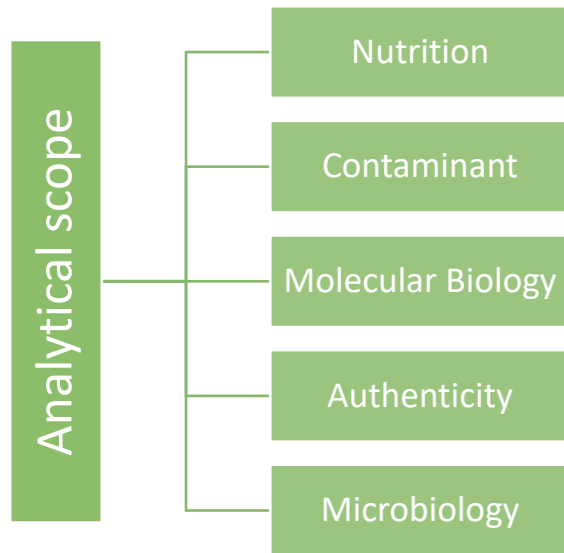 Analytical scope
Nutrition
Contaminant
Molecular Biology
Authenticity
Microbiology